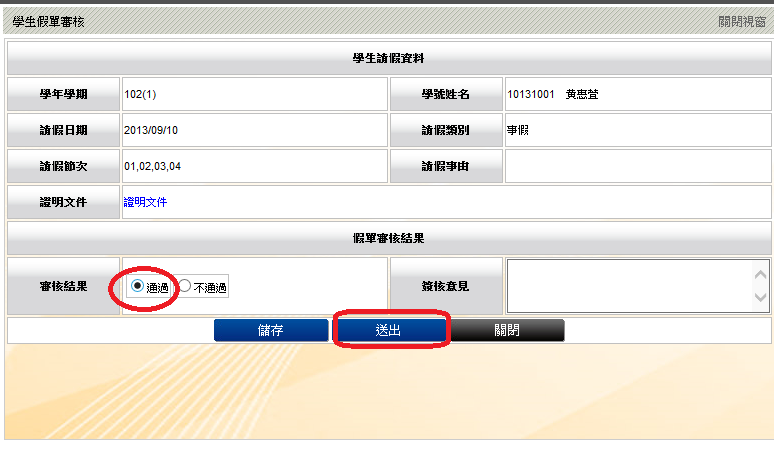 學生假單審核 關閉視窗
學生請假資料
學年學期 102(1) 學號姓名 10131001 黃惠萓
請假日期 2013/09/10 請假類別 事假
請假節次 01,02,03,04 請假事由
證明文件 證明文件
假單審核結果
審核結果 通過 不通過 簽核意見
儲存 送出 關閉